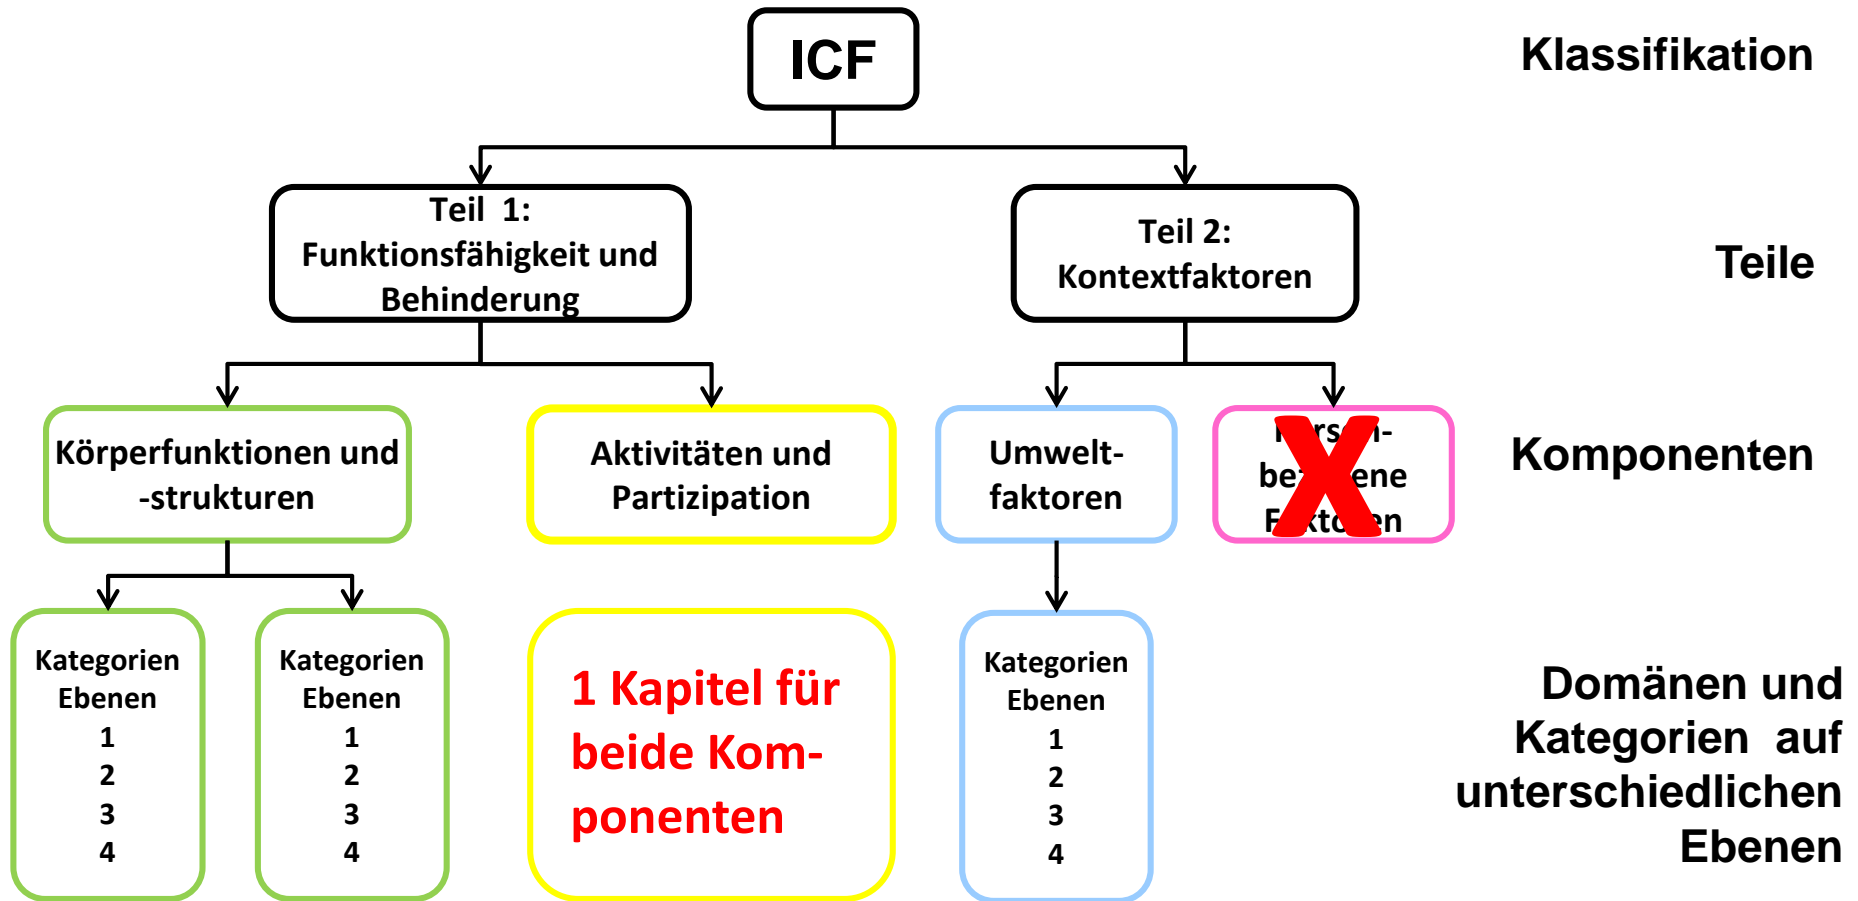 ICF
Klassifikation
Teil 1:
Funktionsfähigkeit und
Behinderung
Teil 2:
Kontextfaktoren
Teile
Körperfunktionen und
-strukturen
Aktivitäten und
Partizipation
Umwelt-
faktoren
X
Komponenten
Kategorien
Ebenen
1
2
3
4
Kategorien
Ebenen
1
2
3
4
1 Kapitel für
beide Kom-
ponenten
Kategorien
Ebenen
1
2
3
4
Domänen und
Kategorien auf
unterschiedlichen
Ebenen